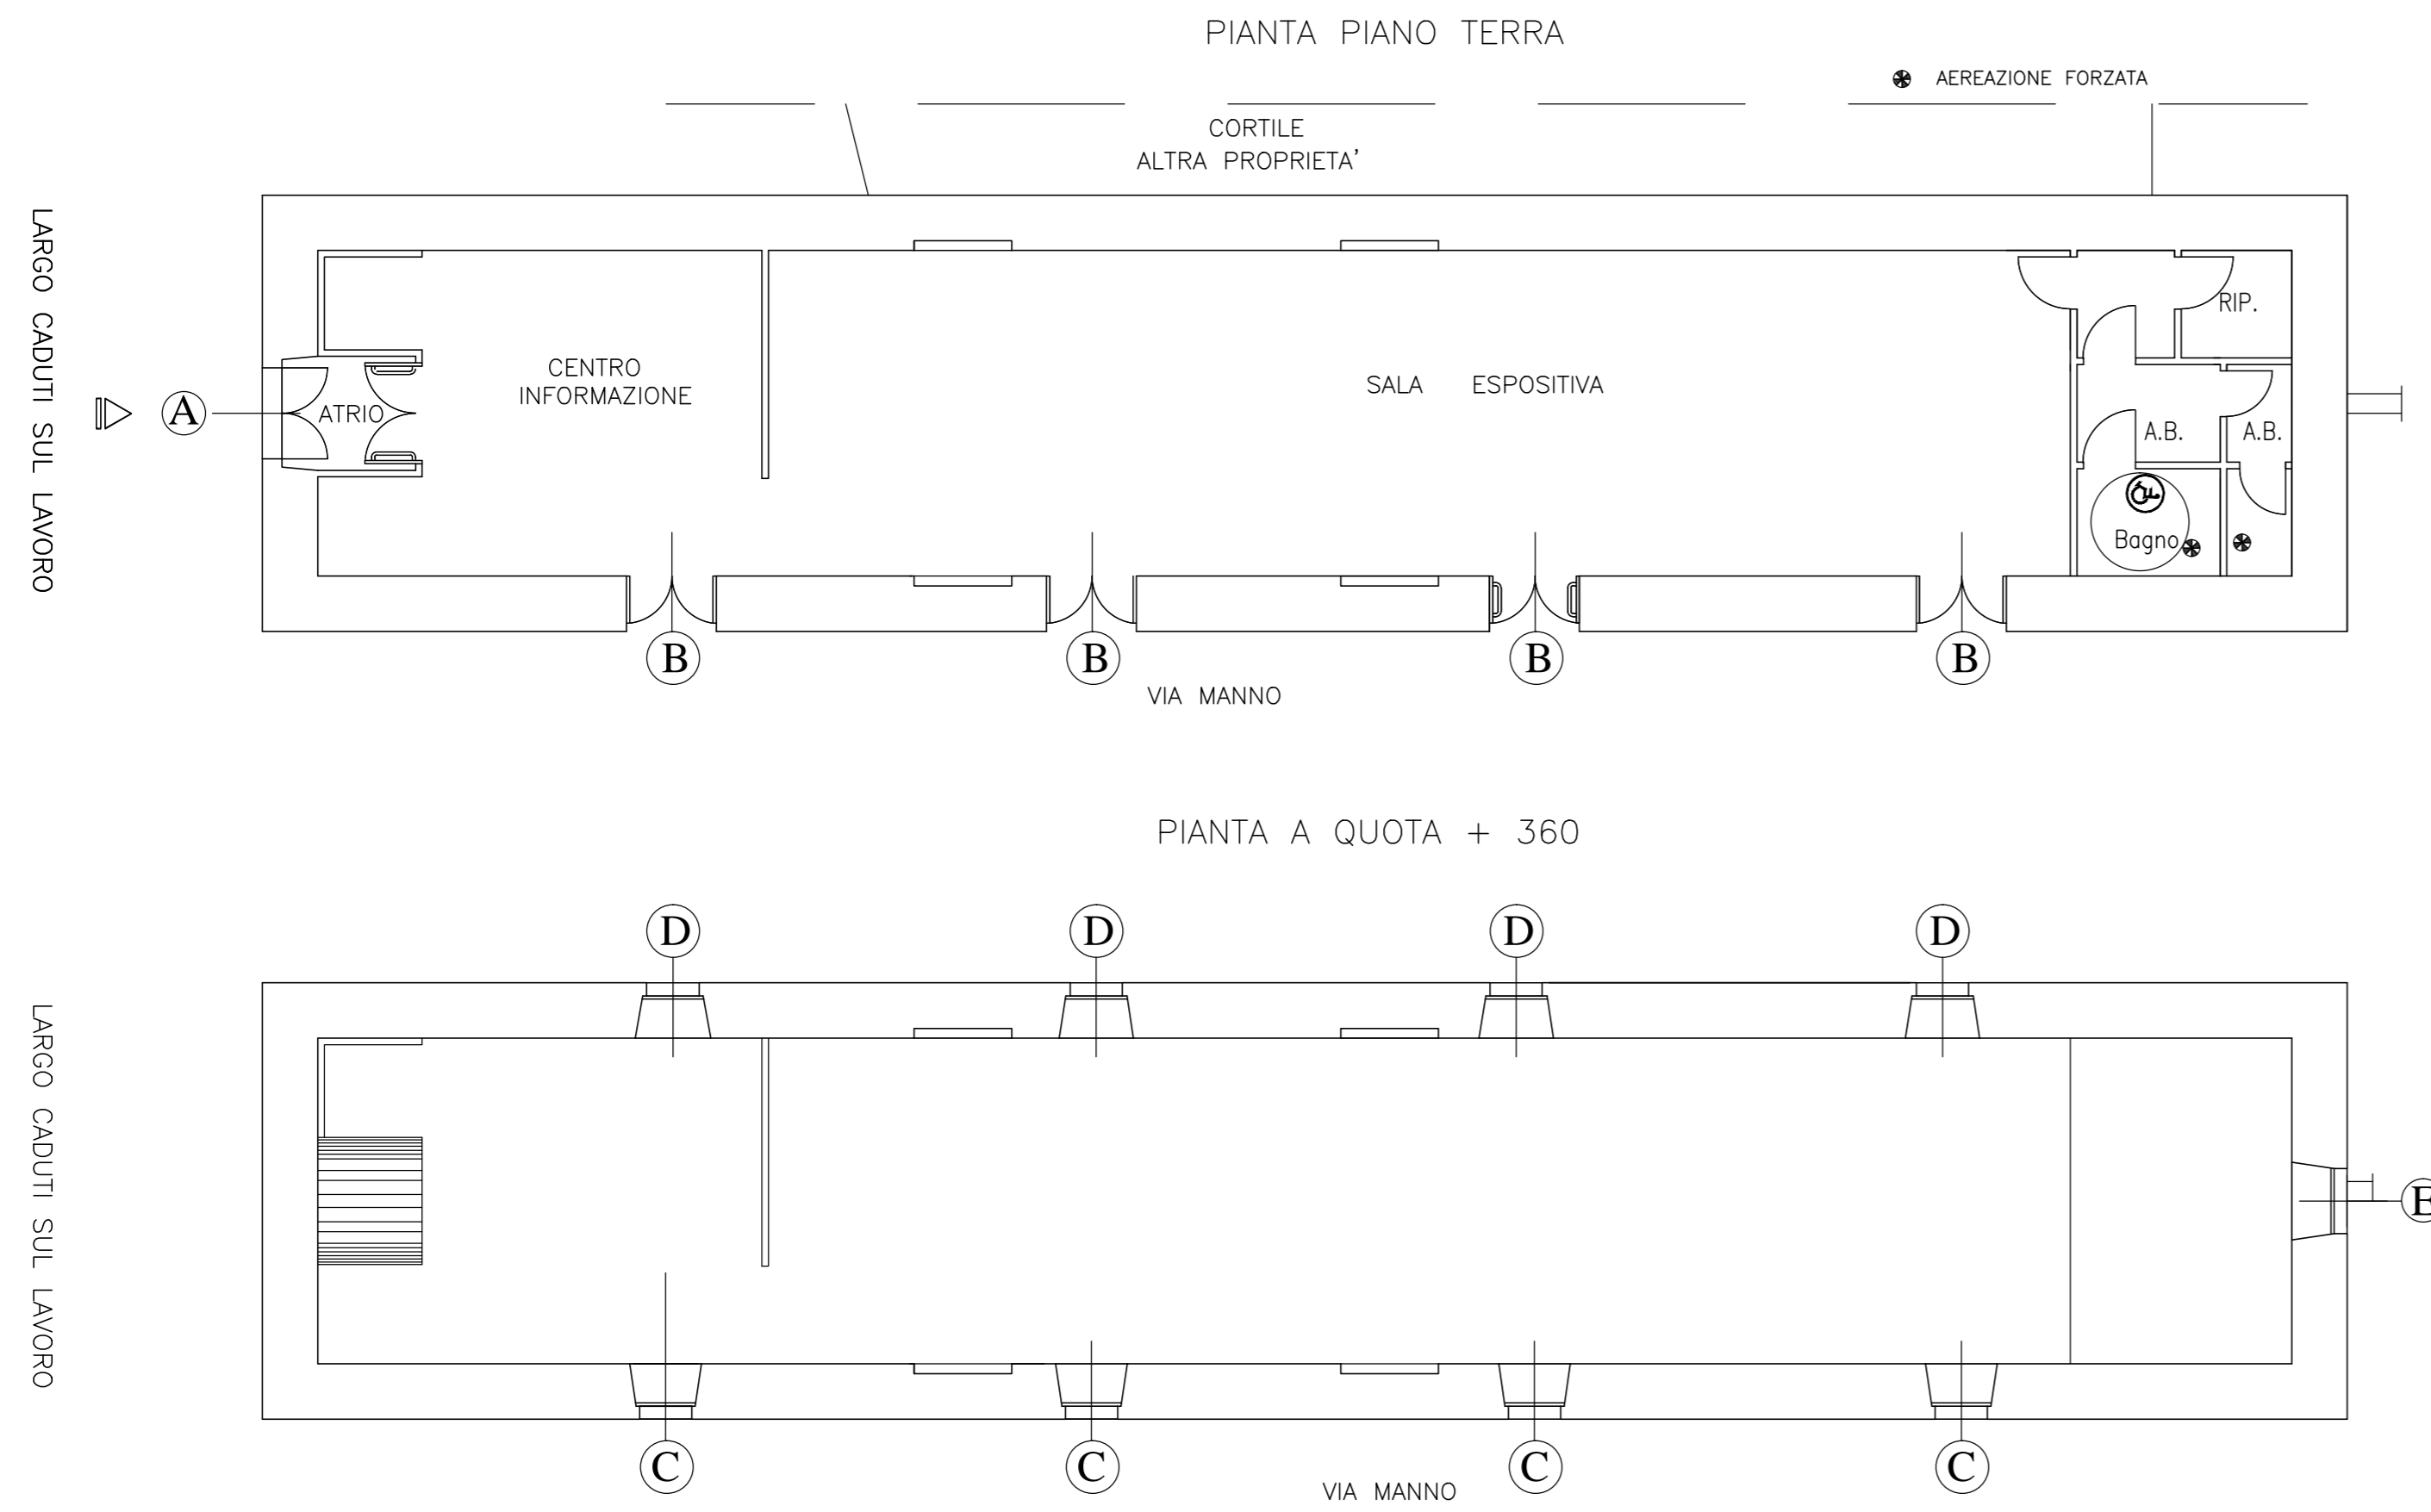 PIANTA PIANO TERRA
AEREAZIONE FORZATA
CORTILE
ALTRA PROPRIETA'
LARGO CADUTI SUL LAVORO
A
ATRIO
CENTRO
INFORMAZIONE
SALA ESPOSITIVA
RIP.
A.B.
A.B.
Bagno
B
B
B
B
VIA MANNO
PIANTA A QUOTA + 360
D
D
D
D
LARGO CADUTI SUL LAVORO
E
C
C
C
C
VIA MANNO